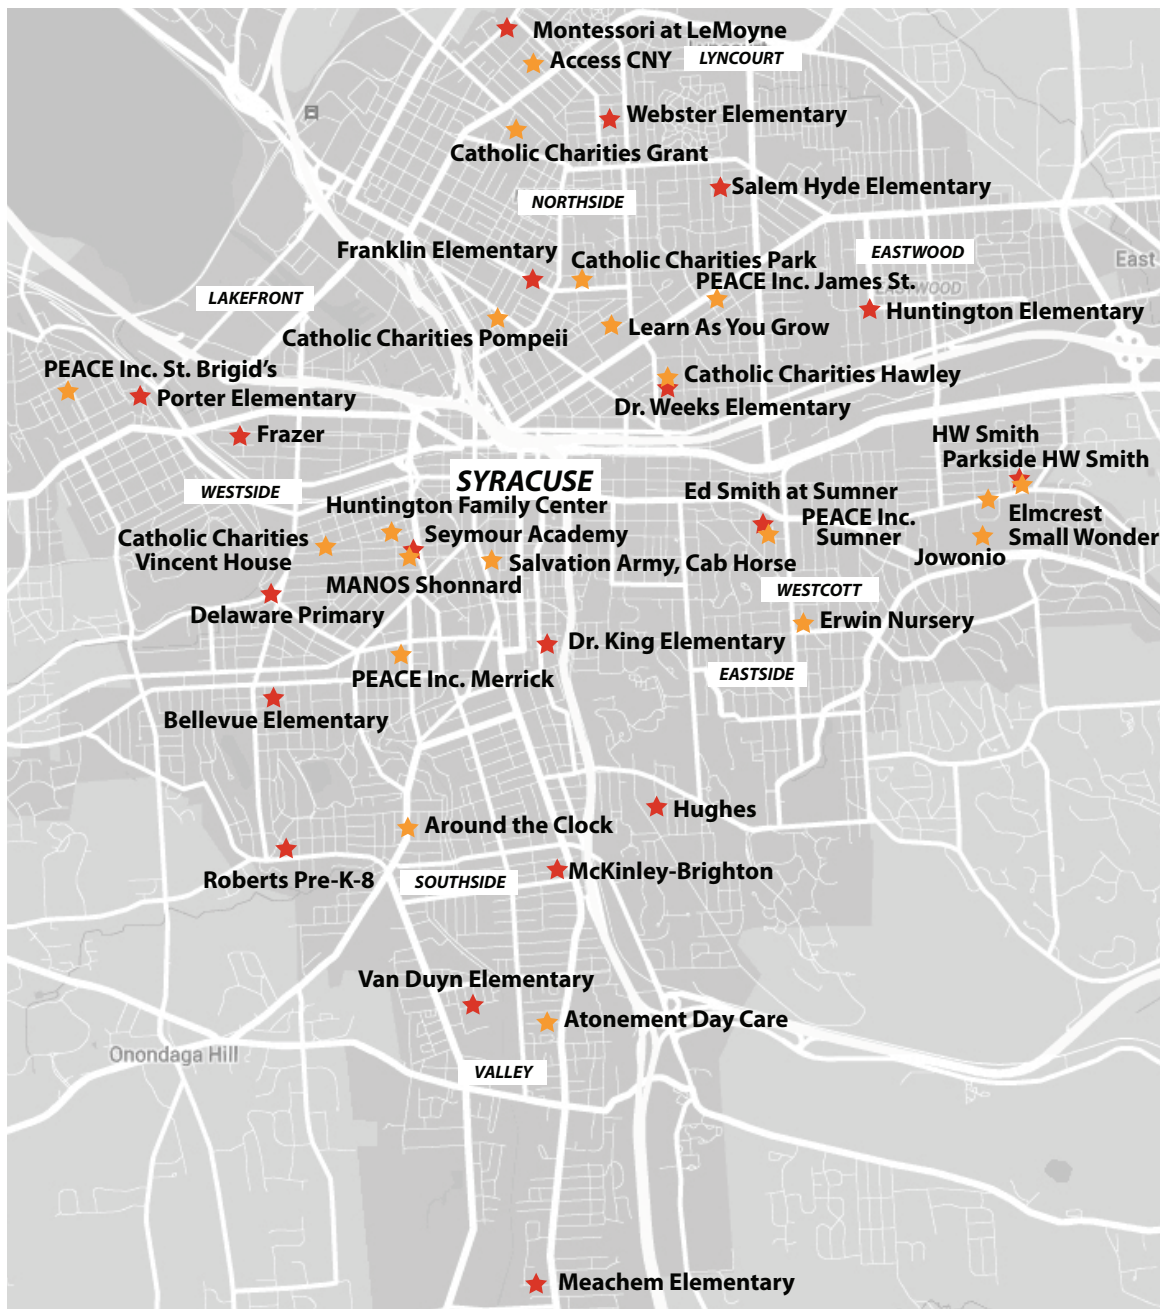 Montessori at LeMoyne
Access CNY
LYNCOURT
Webster Elementary
Catholic Charities Grant
Salem Hyde Elementary
NORTHSIDE
Franklin Elementary
Catholic Charities Park
EASTWOOD
East
PEACE Inc. James St.
EASTWOOD
LAKEFRONT
Huntington Elementary
Catholic Charities Pompeii
Learn As You Grow
PEACE Inc. St. Brigid's
Porter Elementary
Catholic Charities Hawley
Dr. Weeks Elementary
Frazer
HW Smith
Parkside HW Smith
SYRACUSE
WESTSIDE
Huntington Family Center
Ed Smith at Sumner
PEACE Inc.
Sumner
Elmcrest
Small Wonder
Catholic Charities
Vincent House
Seymour Academy
Salvation Army, Cab Horse
Jowonio
MANOS Shonnard
WESTCOTT
Delaware Primary
Erwin Nursery
Dr. King Elementary
EASTSIDE
PEACE Inc. Merrick
Bellevue Elementary
Hughes
Around the Clock
McKinley-Brighton
Roberts Pre-K-8
SOUTHSIDE
Van Duyn Elementary
Atonement Day Care
Onondaga Hill
VALLEY
Meachem Elementary